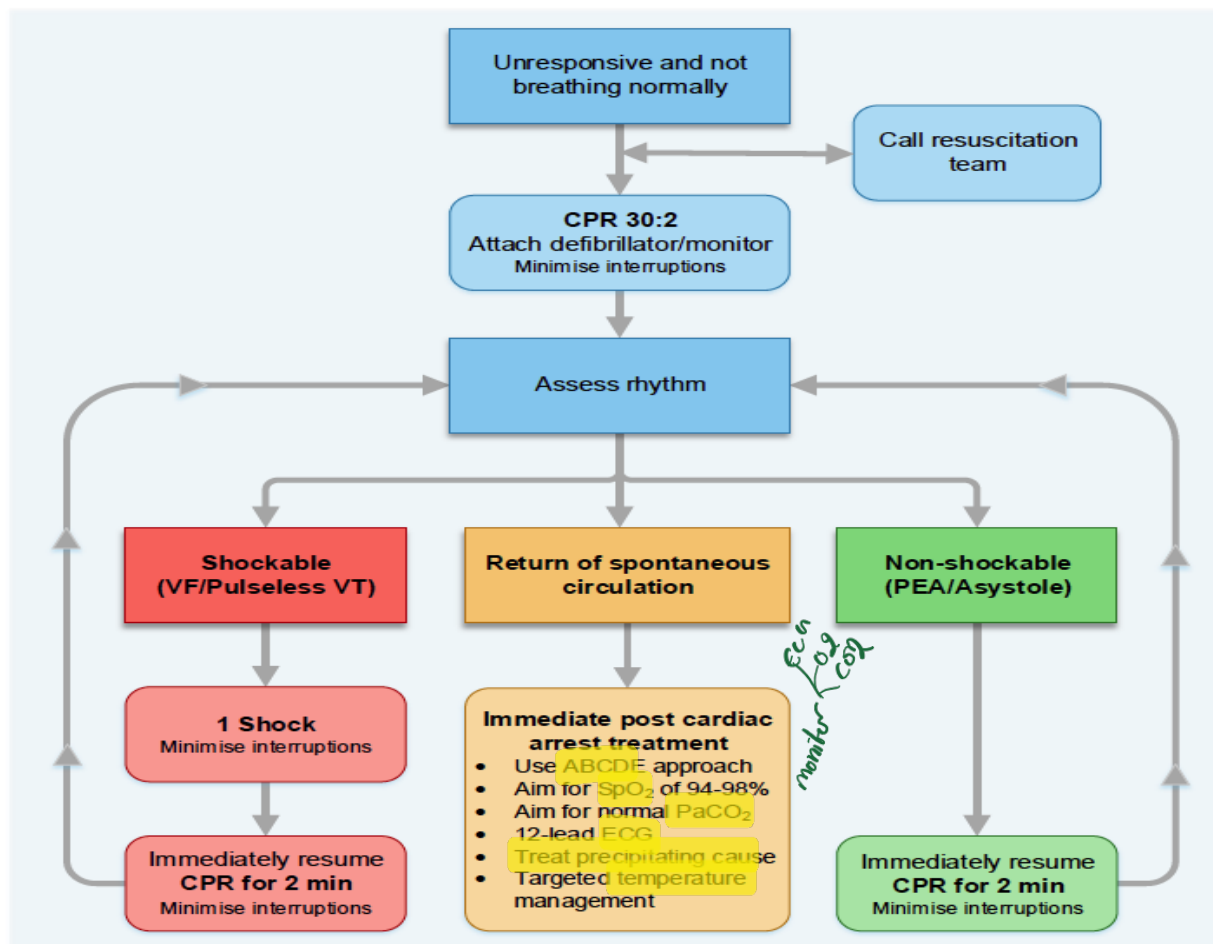 Unresponsive and not
breathing normally
Call resuscitation
team
CPR 30:2
Attach defibrillator/monitor
Minimise interruptions
Assess rhythm
Shockable
(VF/Pulseless VT)
Return of spontaneous
circulation
Non-shockable
(PEA/Asystole)
1 Shock
Minimise interruptions
Immediately resume
CPR for 2 min
Minimise interruptions
Immediate post cardiac
arrest treatment
• Use ABCDE approach
• Aim for SpO₂ of 94-98%
• Aim for normal PaCO₂
• 12-lead ECG
• Treat precipitating cause
• Targeted temperature
management
monitor
ECG
O2
CO2
Immediately resume
CPR for 2 min
Minimise interruptions